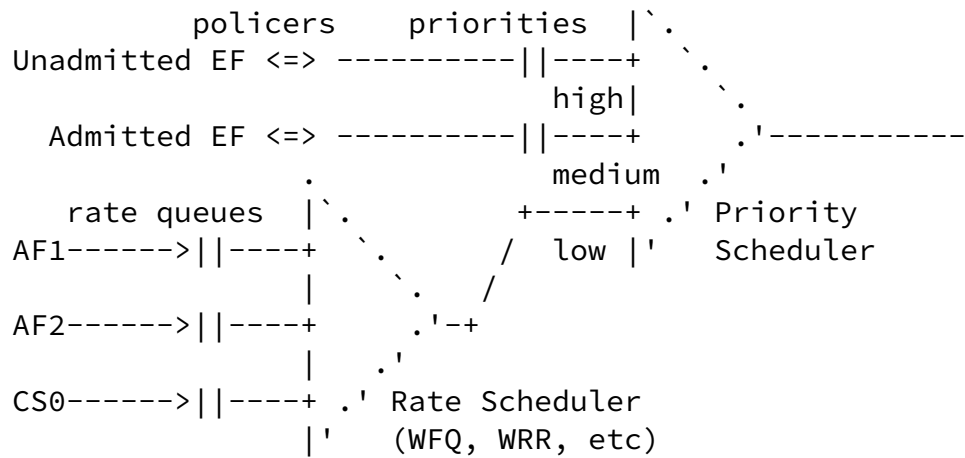 policers priorities |`.
Unadmitted EF <=> ----------||----+ `.
high| `.
Admitted EF <=> ----------||----+ .'-----------
. medium .'
rate queues |`. +-----+ .' Priority
AF1------>||----+ `. / low |' Scheduler
| `. /
AF2------>||----+ .'-+
| .'
CS0------>||----+ .' Rate Scheduler
|' (WFQ, WRR, etc)